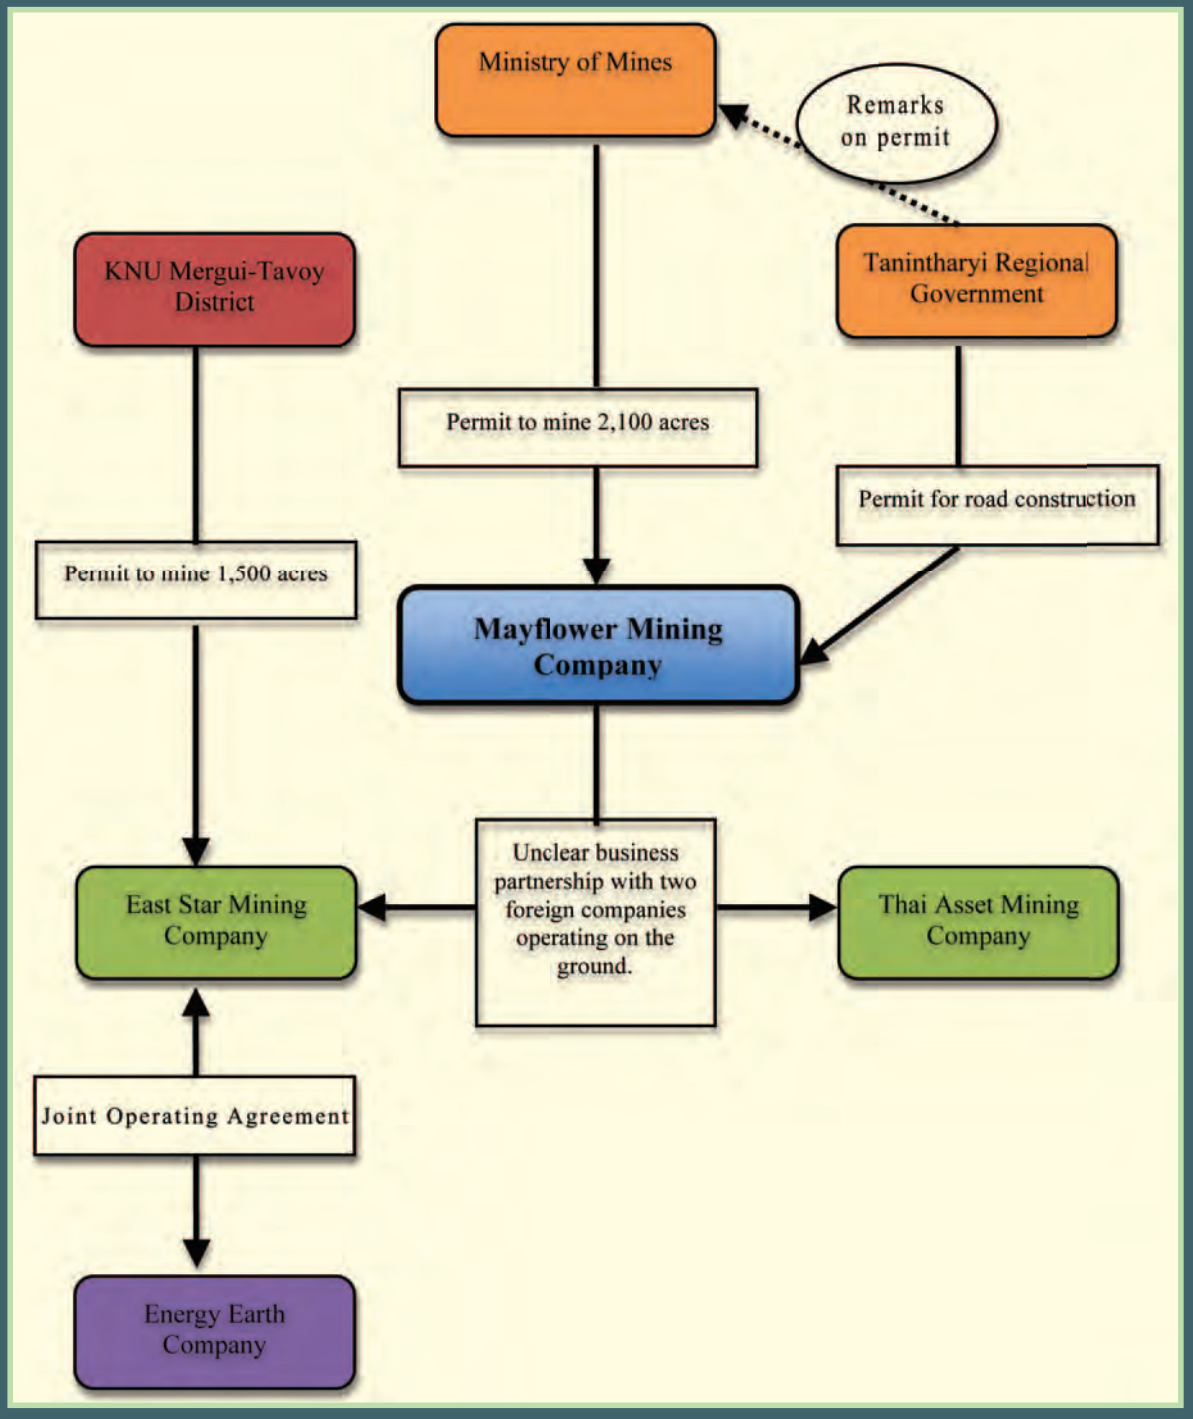 Ministry of Mines
Remarks
on permit
KNU Mergui-Tavoy
District
Tanintharyi Regional
Government
Permit to mine 2,100 acres
Permit for road construction
Permit to mine 1,500 acres
Mayflower Mining
Company
Unclear business
partnership with two
foreign companies
operating on the
ground.
East Star Mining
Company
Thai Asset Mining
Company
Joint Operating Agreement
Energy Earth
Company